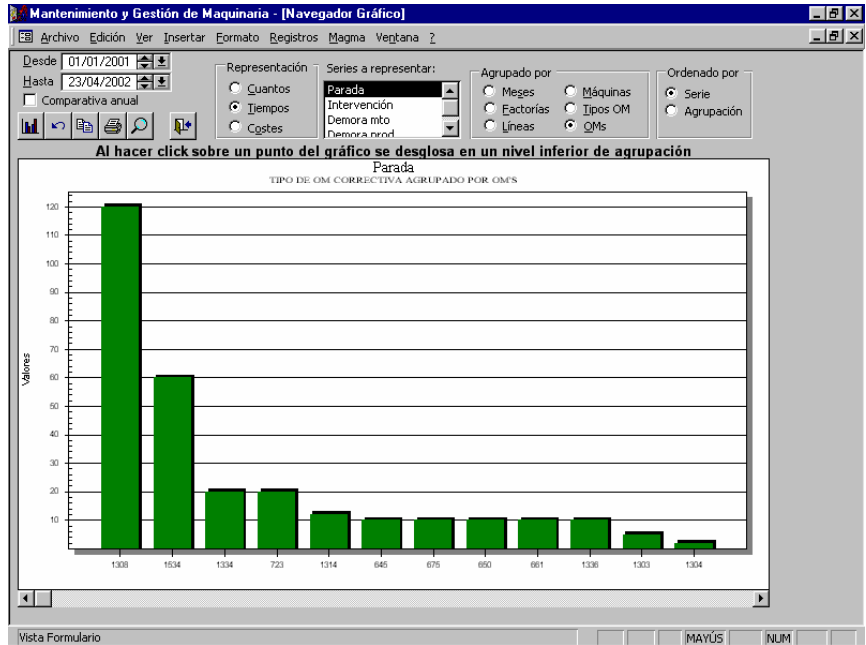 Mantenimiento y Gestión de Maquinaria - [Navegador Gráfico]
Archivo Edición Ver Insertar Formato Registros Magma Ventana ?
Desde 01/01/2001
Hasta 23/04/2002
Comparativa anual
Representación
Cuantos
Tiempos
Costes
Series a representar:
Parada
Intervención
Demora mto
Demora prod
Agrupado por
Meses Máquinas
Factorías Tipos OM
Líneas OMs
Ordenado por
Serie
Agrupación
Al hacer click sobre un punto del gráfico se desglosa en un nivel inferior de agrupación
Parada
TIPO DE OM CORRECTIVA AGRUPADO POR OM'S
Valores
120
110
100
90
80
70
60
50
40
30
20
10
1308 1534 1334 723 1314 645 675 650 661 1336 1303 1304
Vista Formulario MAYÚS NUM